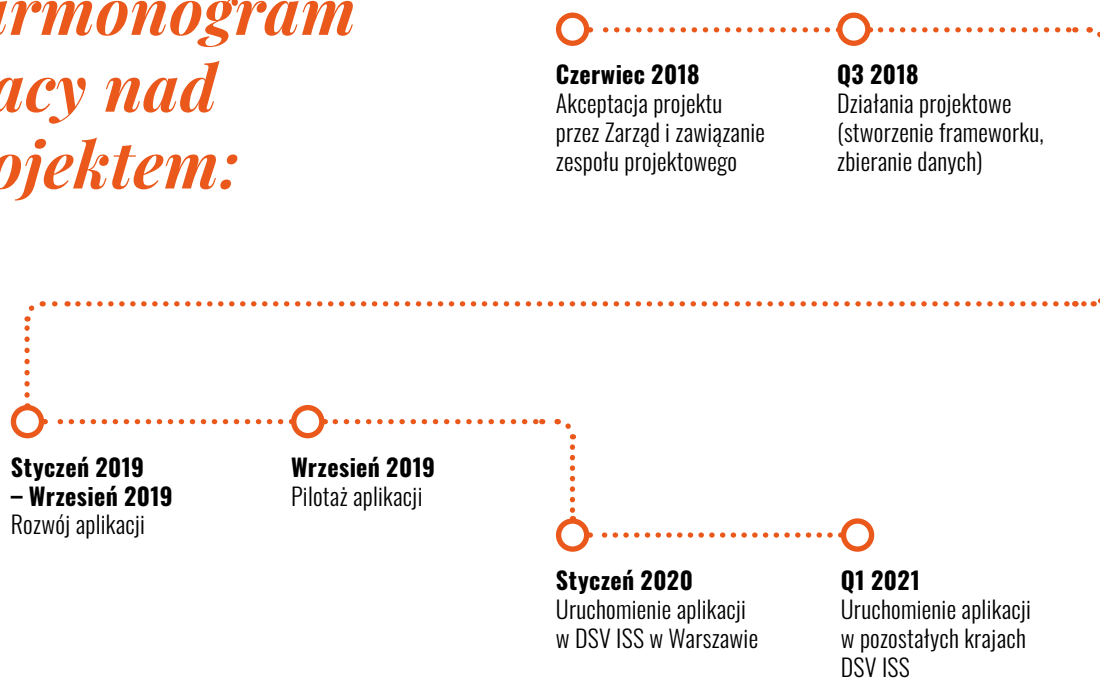 armonogram
acy nad
ojektem:
Czerwiec 2018
Akceptacja projektu
przez Zarząd i zawiązanie
zespołu projektowego
Q3 2018
Działania projektowe
(stworzenie frameworku,
zbieranie danych)
Styczeń 2019
– Wrzesień 2019
Rozwój aplikacji
Wrzesień 2019
Pilotaż aplikacji
Styczeń 2020
Uruchomienie aplikacji
w DSV ISS w Warszawie
Q1 2021
Uruchomienie aplikacji
w pozostałych krajach
DSV ISS